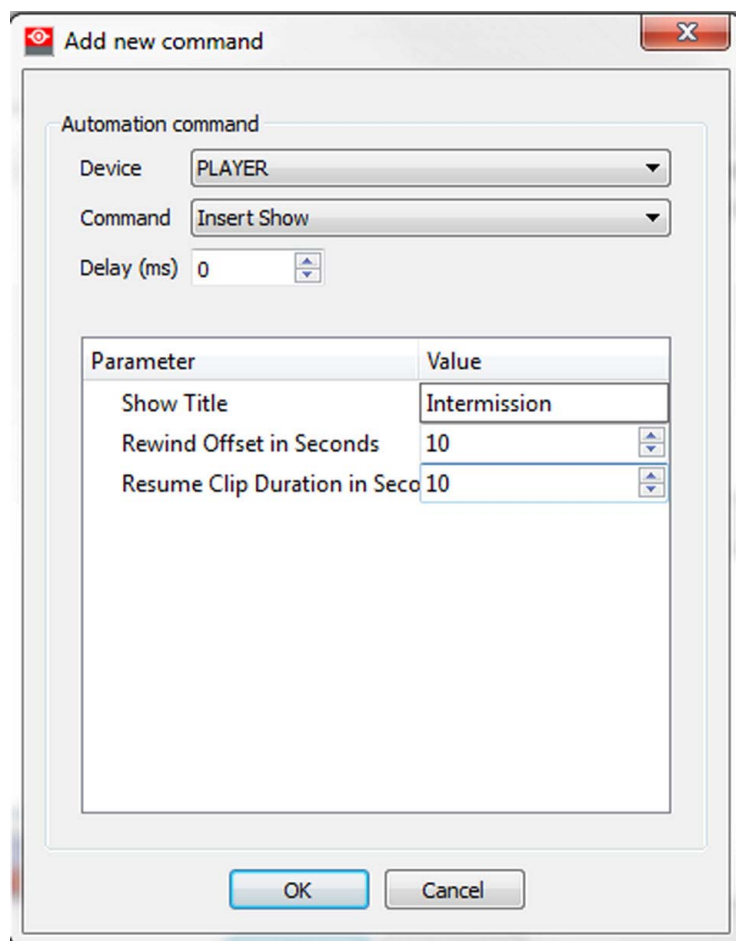 Add new command
Automation command
Device PLAYER
Command Insert Show
Delay (ms) 0
Parameter Value
Show Title Intermission
Rewind Offset in Seconds 10
Resume Clip Duration in Seco 10
OK Cancel